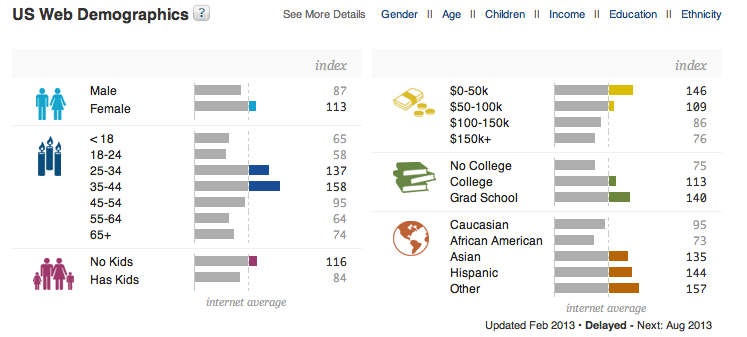 US Web Demographics ?
See More Details Gender II Age II Children II Income II Education II Ethnicity
index
Male 87
Female 113
< 18 65
18-24 58
25-34 137
35-44 158
45-54 95
55-64 64
65+ 74
No Kids 116
Has Kids 84
internet average
index
$0-50k 146
$50-100k 109
$100-150k 86
$150k+ 76
No College 75
College 113
Grad School 140
Caucasian 95
African American 73
Asian 135
Hispanic 144
Other 157
internet average
Updated Feb 2013 • Delayed - Next: Aug 2013